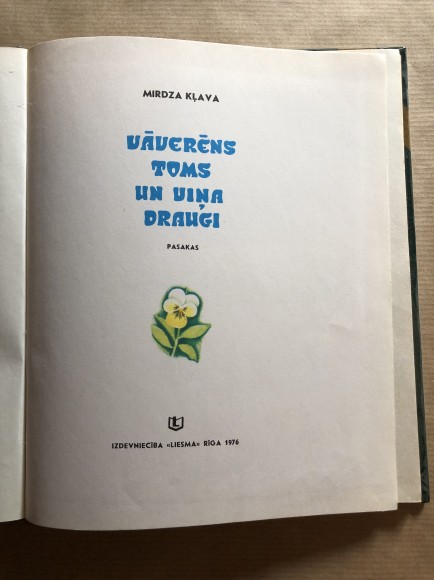 MIRDZA KĻAVA
VĀVERĒNS
TOMS
UN VIŅA
DRAUGI
PASAKAS
L
IZDEVNIECĪBA «LIESMA» RĪGA 1976